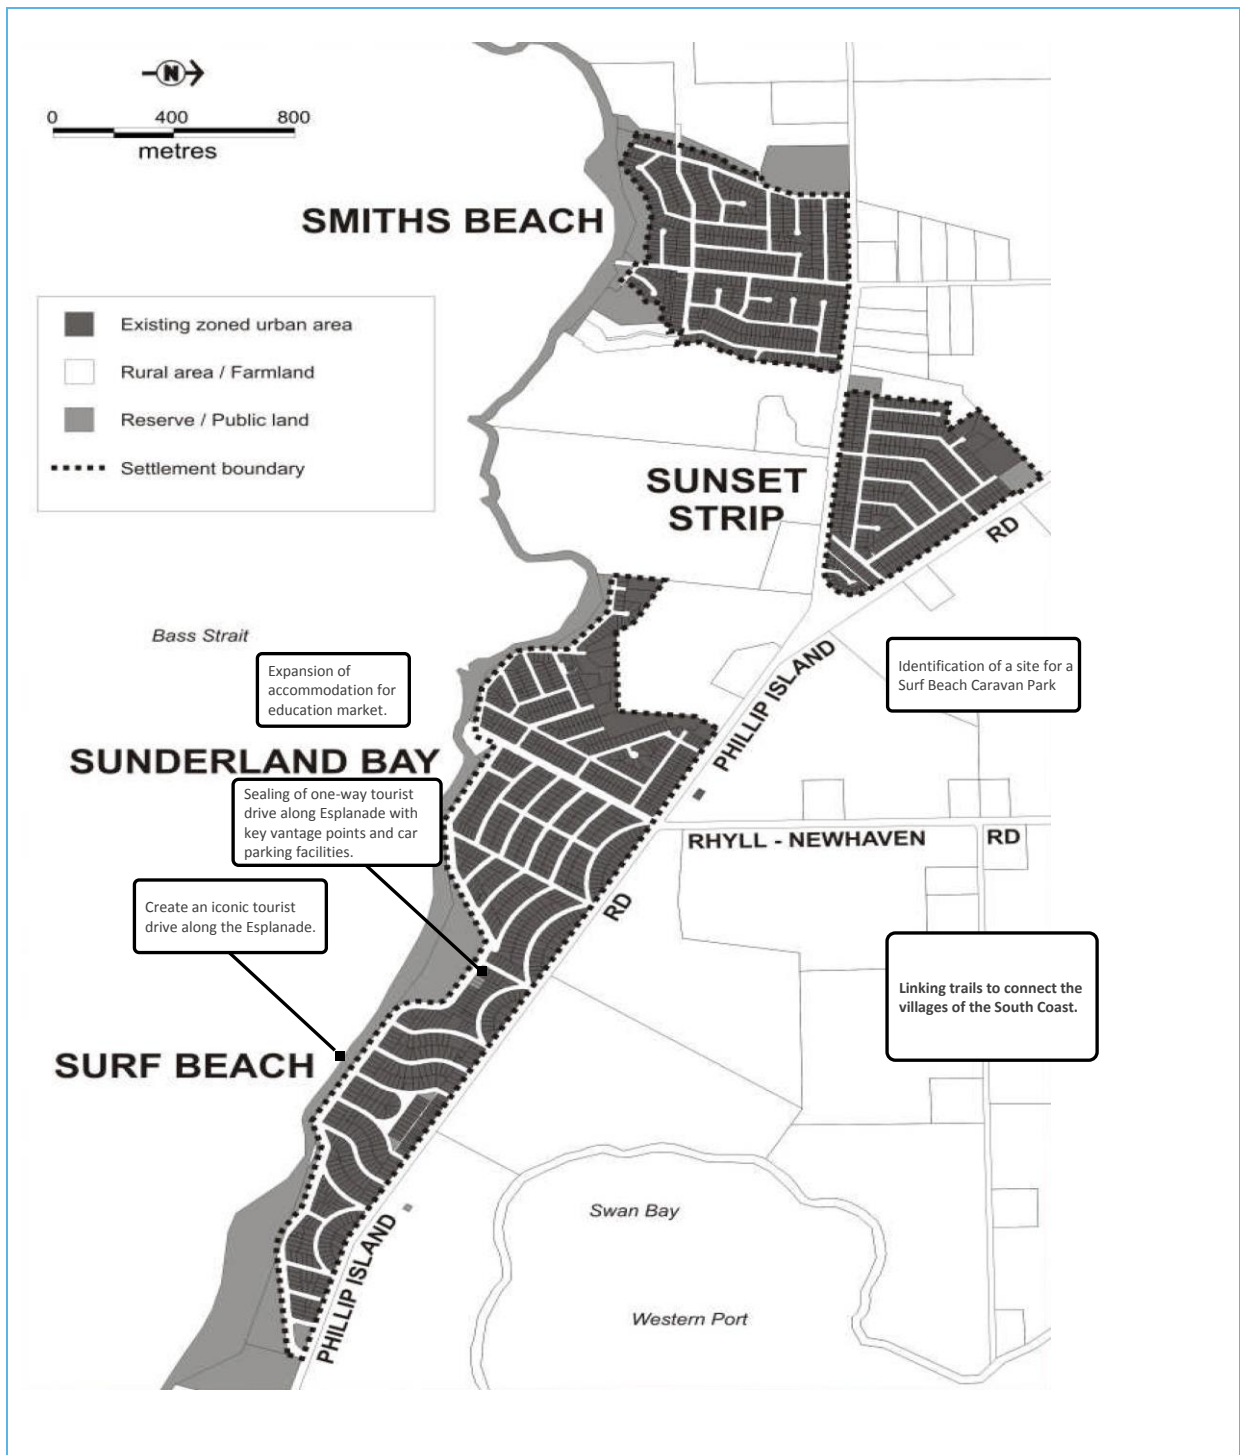 N
0 400 800
metres
SMITHS BEACH
Existing zoned urban area
Rural area / Farmland
Reserve / Public land
Settlement boundary
SUNSET
STRIP
RD
Bass Strait
Expansion of
accommodation for
education market.
PHILLIP ISLAND
Identification of a site for a
Surf Beach Caravan Park
SUNDERLAND BAY
Sealing of one-way tourist
drive along Esplanade with
key vantage points and car
parking facilities.
RHYLL - NEWHAVEN RD
RD
Create an iconic tourist
drive along the Esplanade.
Linking trails to connect the
villages of the South Coast.
SURF BEACH
Swan Bay
PHILLIP ISLAND
Western Port